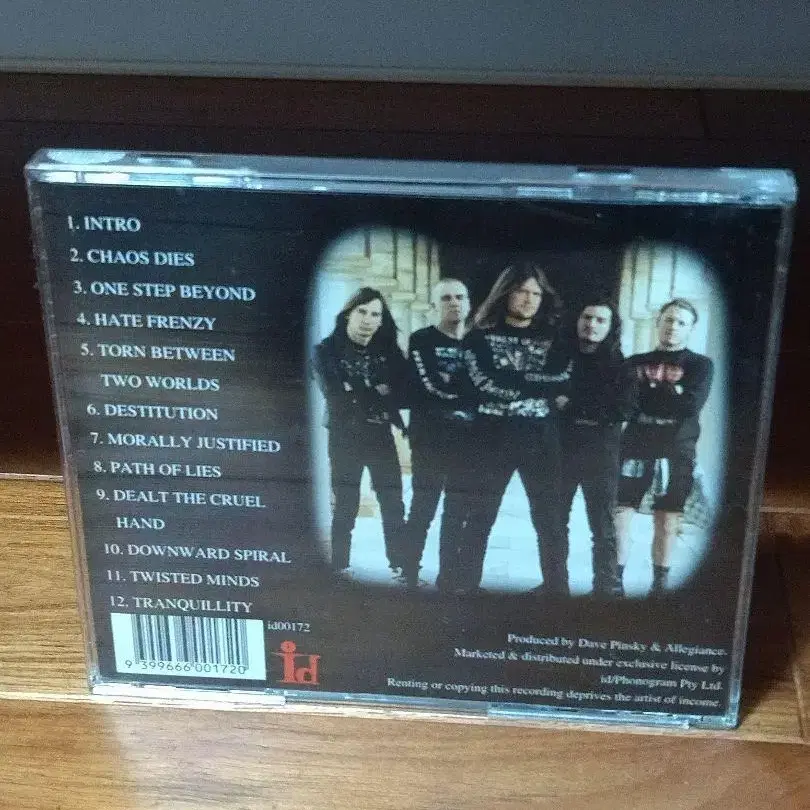 1. INTRO
2. CHAOS DIES
3. ONE STEP BEYOND
4. HATE FRENZY
5. TORN BETWEEN
TWO WORLDS
6. DESTITUTION
7. MORALLY JUSTIFIED
8. PATH OF LIES
9. DEALT THE CRUEL
HAND
10. DOWNWARD SPIRAL
11. TWISTED MINDS
12. TRANQUILLITY
9 399666 001720
id00172
id
Produced by Dave Pinsky & Allegiance.
Marketed & distributed under exclusive license by
id/Phonogram Pty Ltd.
Renting or copying this recording deprives the artist of income.